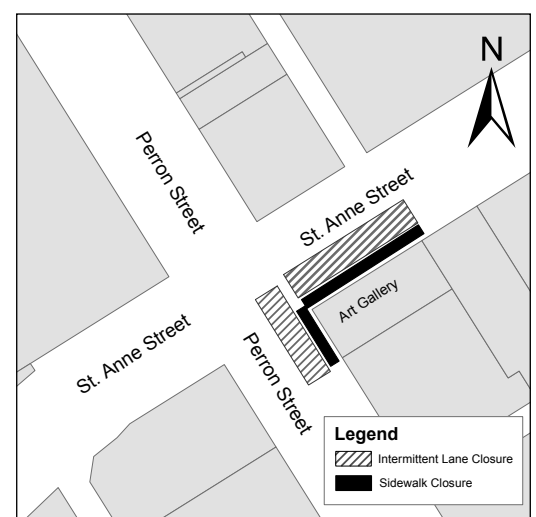 N
Perron Street
St. Anne Street
Art Gallery
St. Anne Street
Perron Street
Legend
Intermittent Lane Closure
Sidewalk Closure